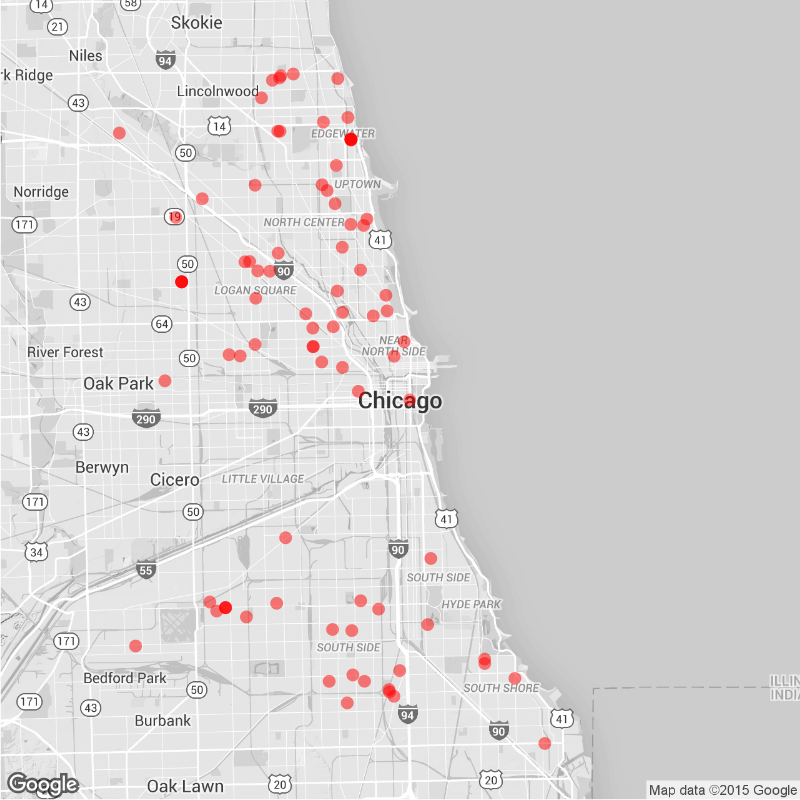 14
58
Skokie
21
Niles
94
rk Ridge
Lincolnwood
43
14
EDGEWATER
50
UPTOWN
Norridge
19
171
NORTH CENTER
41
50
90
LOGAN SQUARE
43
64
NEAR
NORTH SIDE
River Forest
50
Oak Park
Chicago
290
290
43
Berwyn
Cicero
LITTLE VILLAGE
171
50
41
34
90
55
SOUTH SIDE
HYDE PARK
171
SOUTH SIDE
Bedford Park
ILLIN
INDIA
50
SOUTH SHORE
171
43
94
Burbank
41
90
20
20
Oak Lawn
Google
Google
Map data ©2015 Google